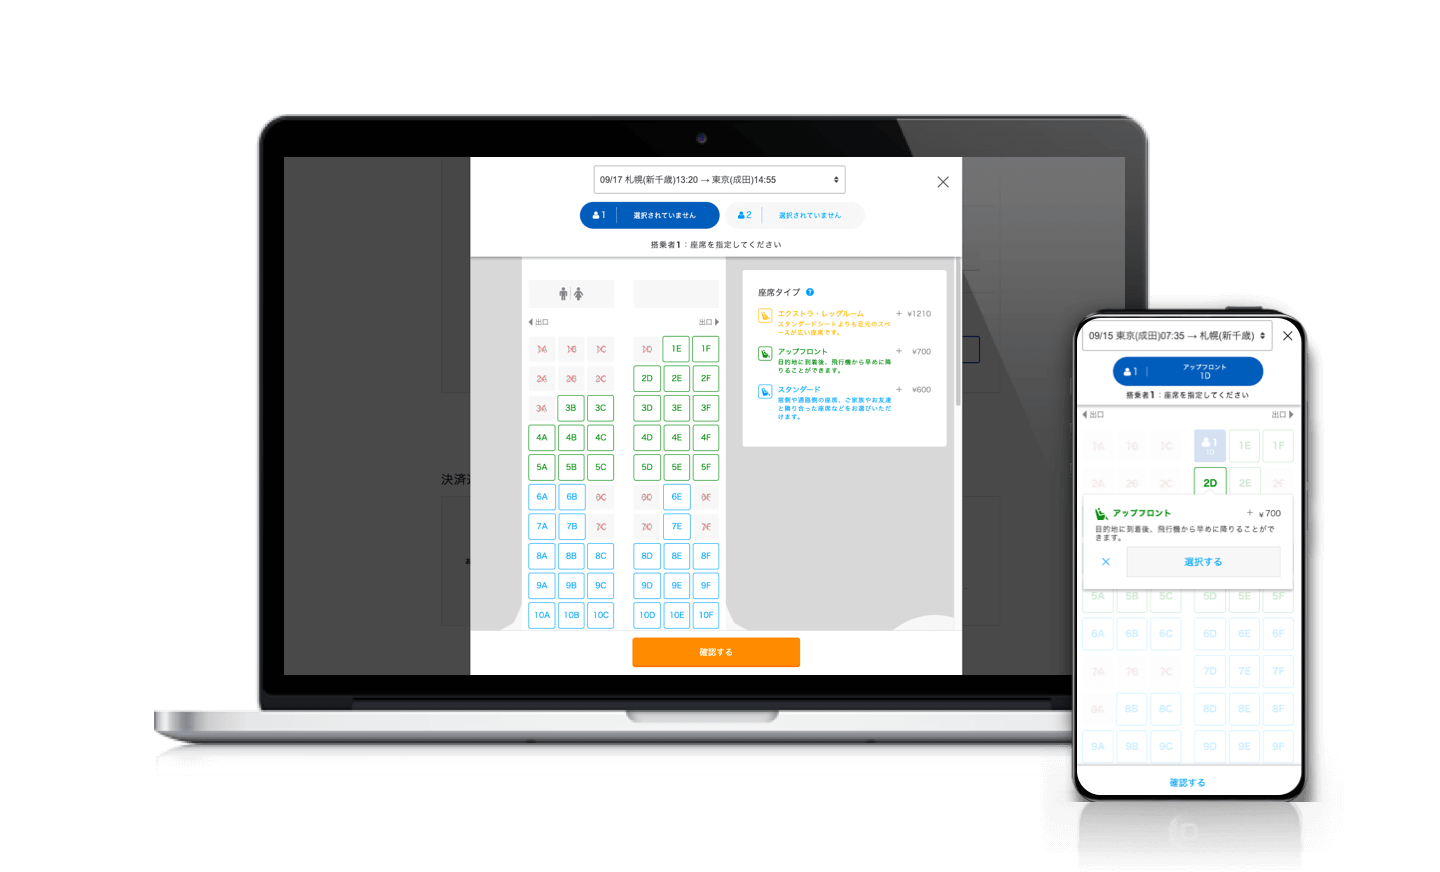 09/17 札幌(新千歳)13:20 → 東京(成田)14:55
1 選択されていません
2 選択されていません
搭乗者1：座席を指定してください
出口 出口
1A 1B 1C 1D 1E 1F
2A 2B 2C 2D 2E 2F
3A 3B 3C 3D 3E 3F
4A 4B 4C 4D 4E 4F
5A 5B 5C 5D 5E 5F
6A 6B 6C 6D 6E 6F
7A 7B 7C 7D 7E 7F
8A 8B 8C 8D 8E 8F
9A 9B 9C 9D 9E 9F
10A 10B 10C 10D 10E 10F
座席タイプ ?
エクストラ・レッグルーム + ¥1210
スタンダードシートよりも足元のスペ
ースが広い座席です。
アップフロント + ¥700
目的地に到着後、飛行機から早めに降
りることができます。
スタンダード + ¥600
窓側や通路側の座席、ご家族やお友達
と隣り合った座席などをお選びいただ
けます。
確認する
決済
09/15 東京(成田)07:35 → 札幌(新千歳)
1 アップフロント
1D
搭乗者1：座席を指定してください
出口 出口
1A 1B 1C 1 1E 1F
1D
2A 2B 2C 2D 2E 2F
アップフロント + ¥700
目的地に到着後、飛行機から早めに降りることがで
きます。
× 選択する
5A 5B 5C 5D 5E 5F
6A 6B 6C 6D 6E 6F
7A 7B 7C 7D 7E 7F
8A 8B 8C 8D 8E 8F
9A 9B 9C 9D 9E 9F
確認する